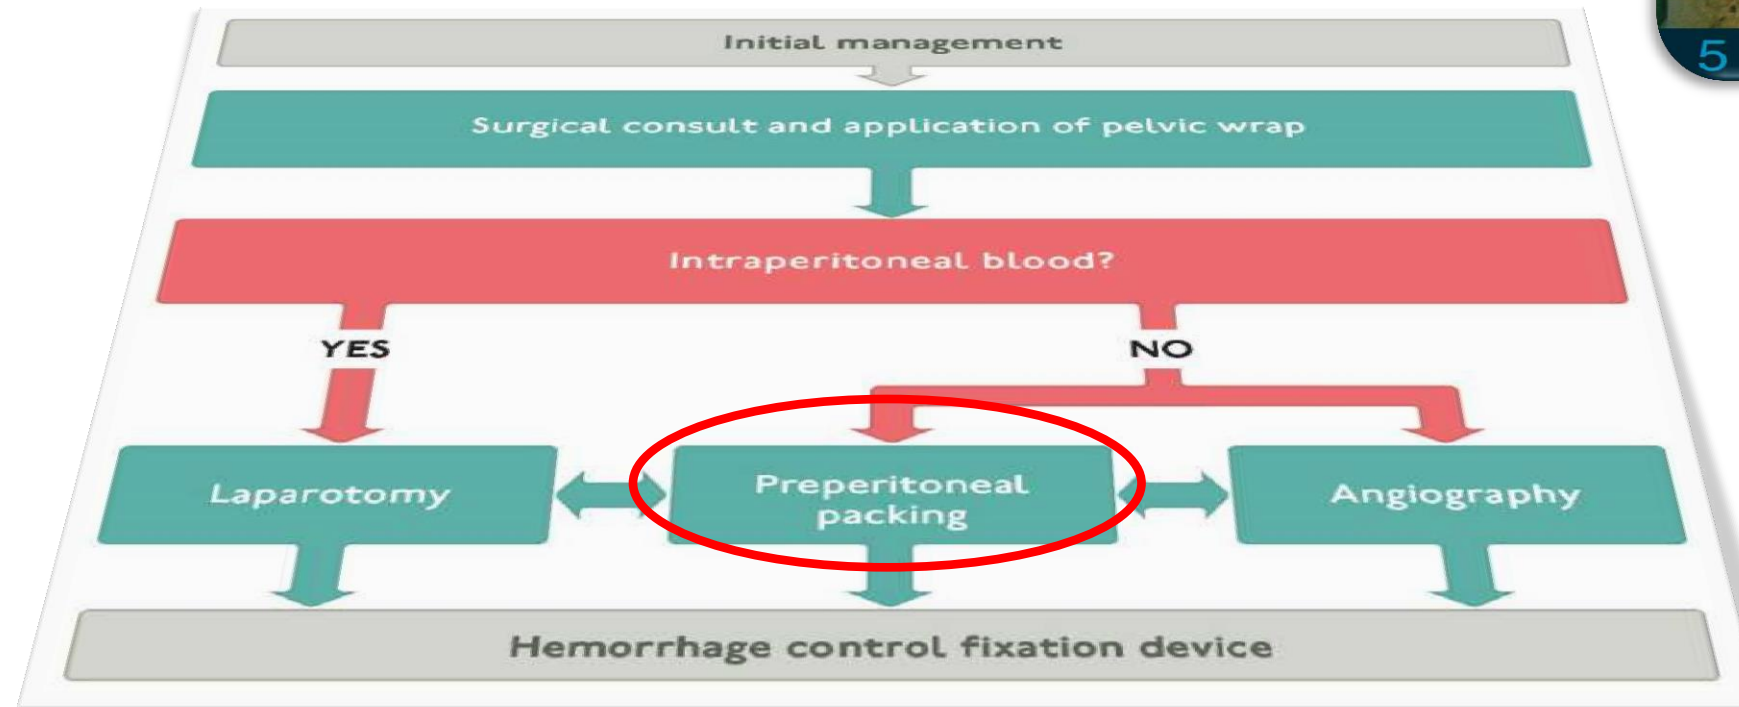 5
Initial management
Surgical consult and application of pelvic wrap
Intraperitoneal blood?
YES
NO
Laparotomy
Preperitoneal
packing
Angiography
Hemorrhage control fixation device